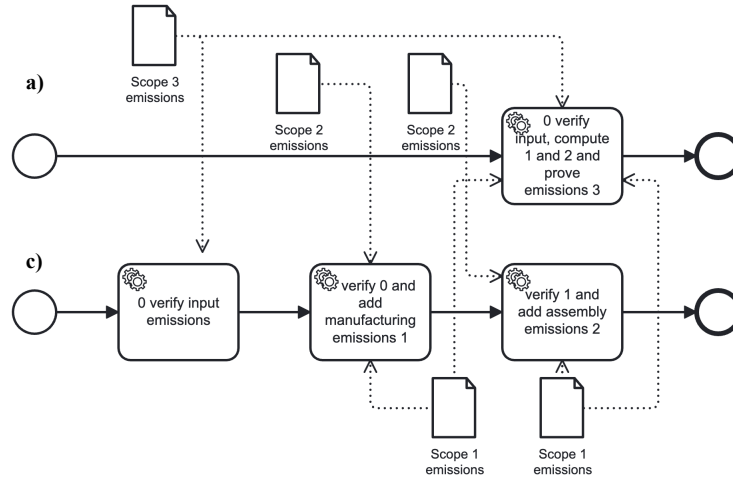 a)
Scope 3
emissions
Scope 2
emissions
Scope 2
emissions
0 verify
input, compute
1 and 2 and
prove
emissions 3
c)
0 verify input
emissions
verify 0 and
add
manufacturing
emissions 1
verify 1 and
add assembly
emissions 2
Scope 1
emissions
Scope 1
emissions